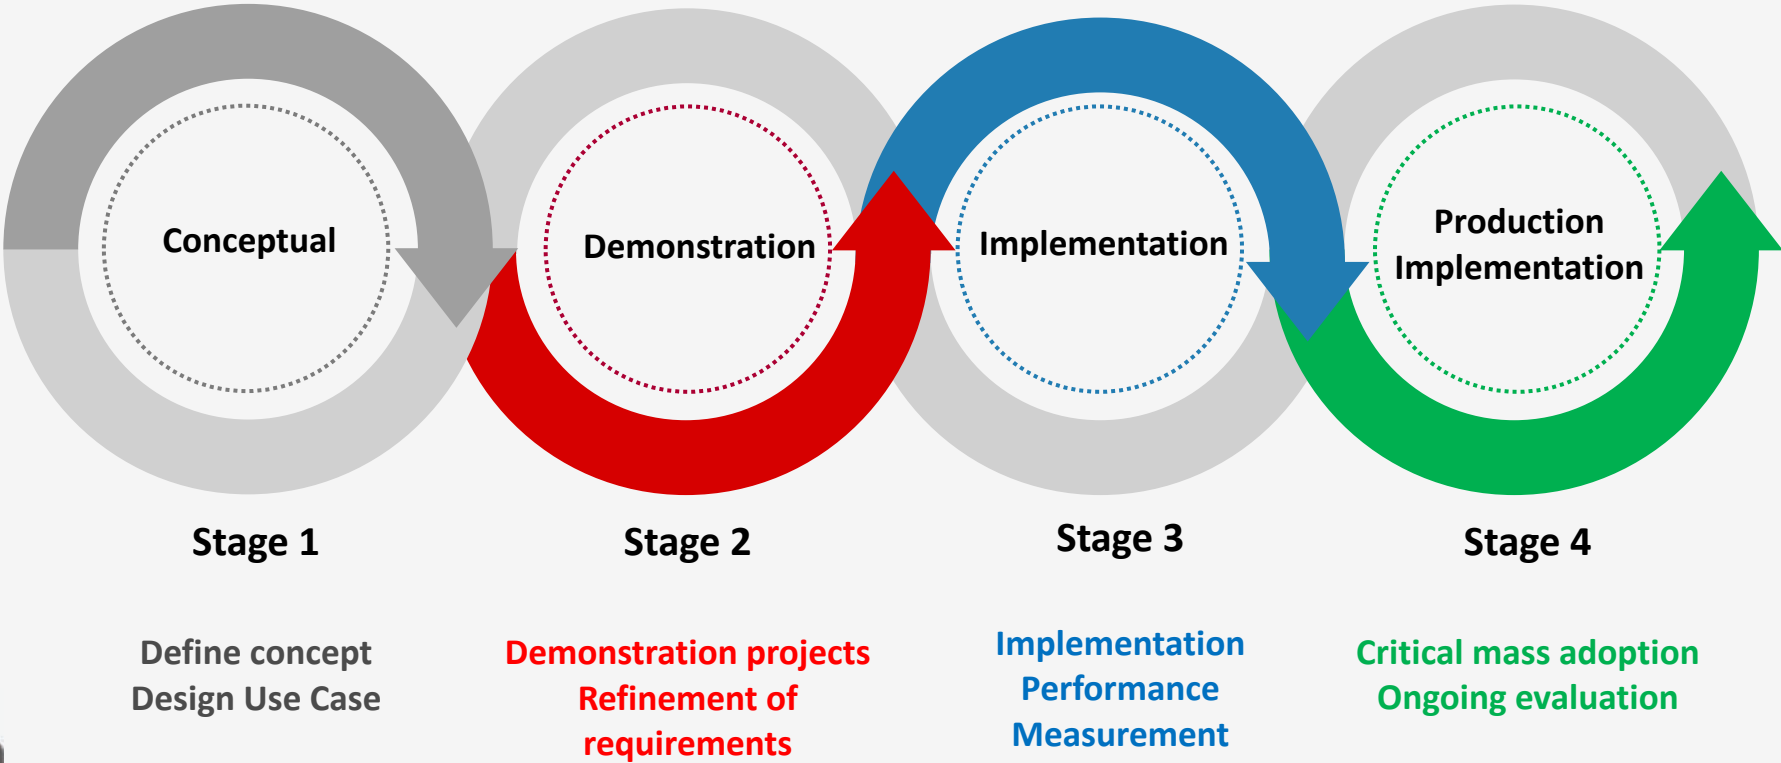 Conceptual
Demonstration
Implementation
Production
Implementation
Stage 1
Stage 2
Stage 3
Stage 4
Define concept
Design Use Case
Demonstration projects
Refinement of
requirements
Implementation
Performance
Measurement
Critical mass adoption
Ongoing evaluation